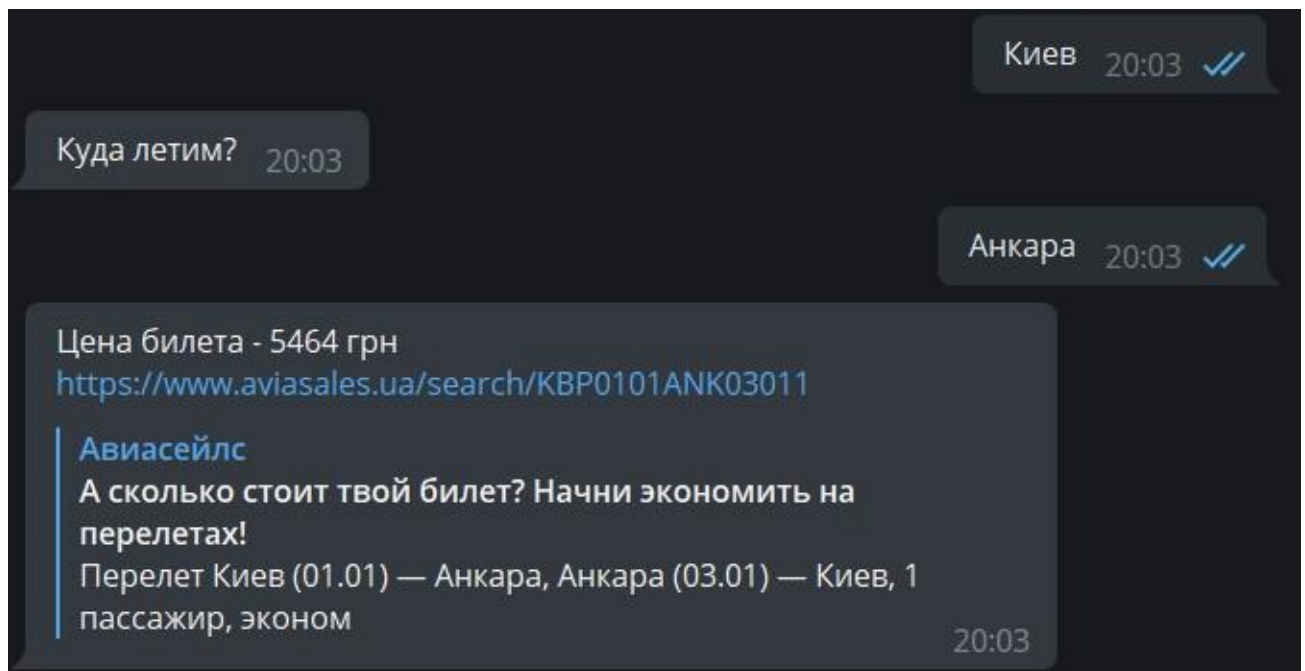 Киев 20:03
Куда летим? 20:03
Анкара 20:03
Цена билета - 5464 грн
https://www.aviasales.ua/search/KBP0101ANK03011
Авиасейлс
А сколько стоит твой билет? Начни экономить на
перелетах!
Перелет Киев (01.01) — Анкара, Анкара (03.01) — Киев, 1
пассажир, эконом
20:03